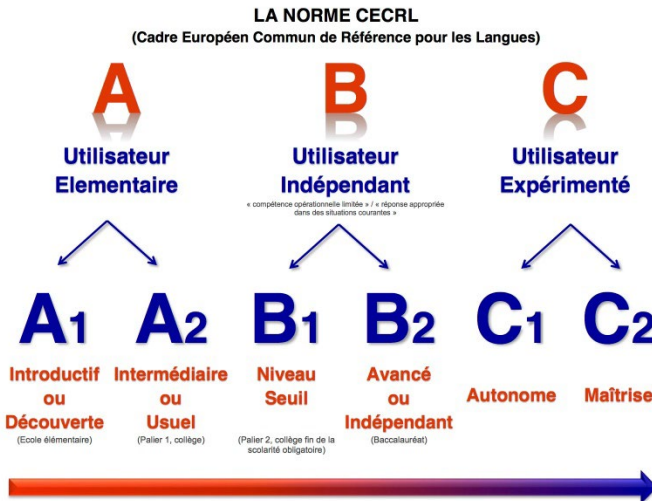 LA NORME CECRL
(Cadre Européen Commun de Référence pour les Langues)
A
B
C
Utilisateur
Elementaire
Utilisateur
Indépendant
« compétence opérationnelle limitée » / « réponse appropriée
dans des situations courantes »
Utilisateur
Expérimenté
A1
A2
B1
B2
C1
C2
Introductif
ou
Découverte
(Ecole élémentaire)
Intermédiaire
ou
Usuel
(Palier 1, collège)
Niveau
Seuil
(Palier 2, collège fin de la
scolarité obligatoire)
Avancé
ou
Indépendant
(Baccalauréat)
Autonome
Maîtrise